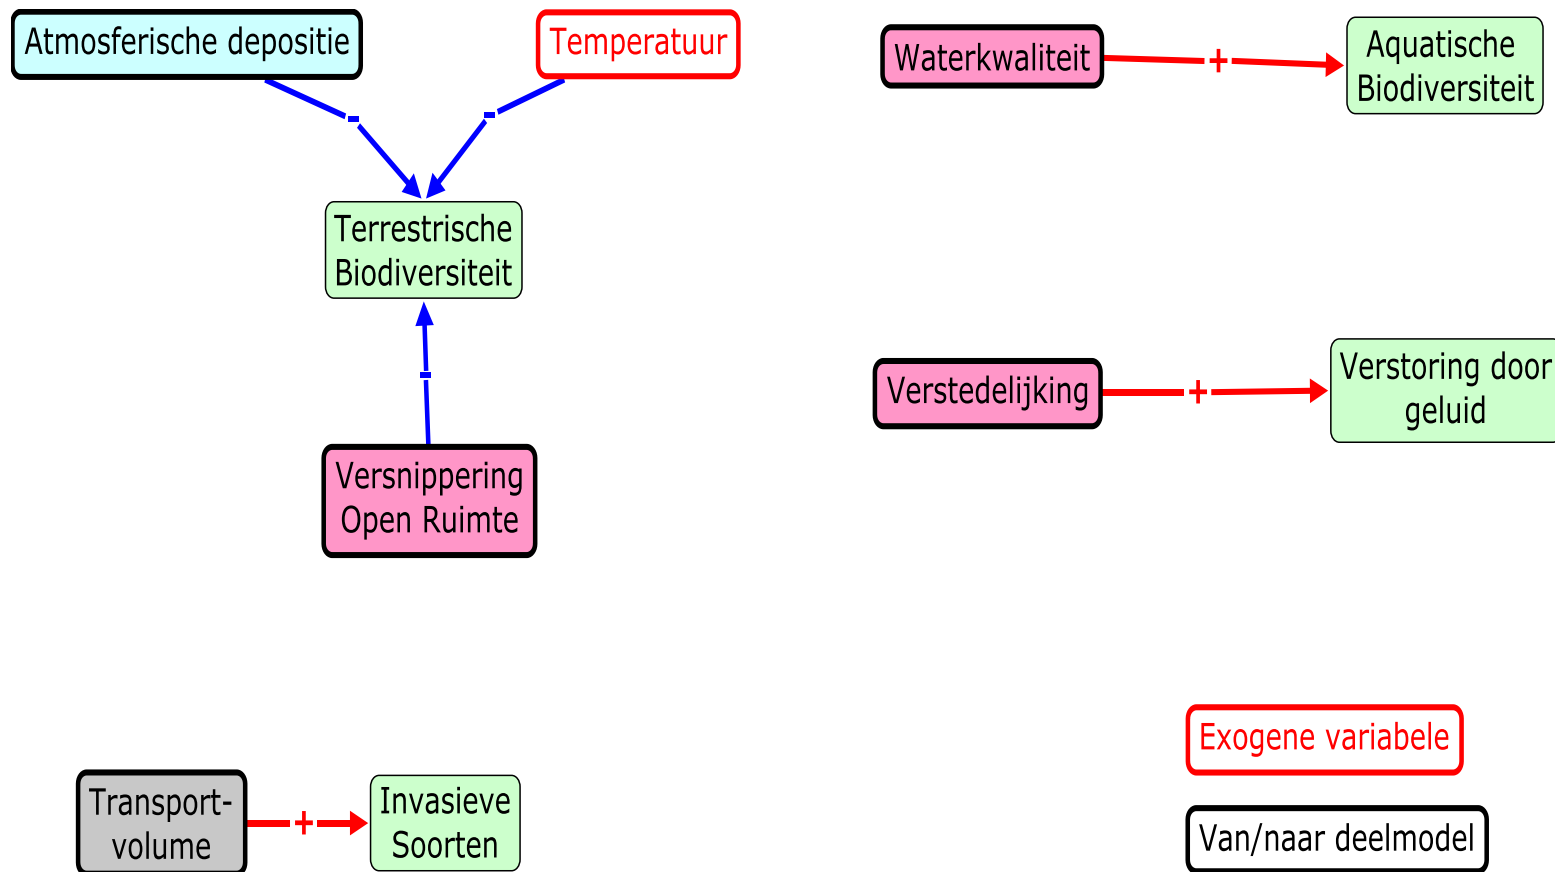 Atmosferische depositie
Temperatuur
Waterkwaliteit
+
Aquatische
Biodiversiteit
-
-
Terrestrische
Biodiversiteit
-
Verstedelijking
+
Verstoring door
geluid
Versnippering
Open Ruimte
Exogene variabele
Transport-
volume
+
Invasieve
Soorten
Van/naar deelmodel